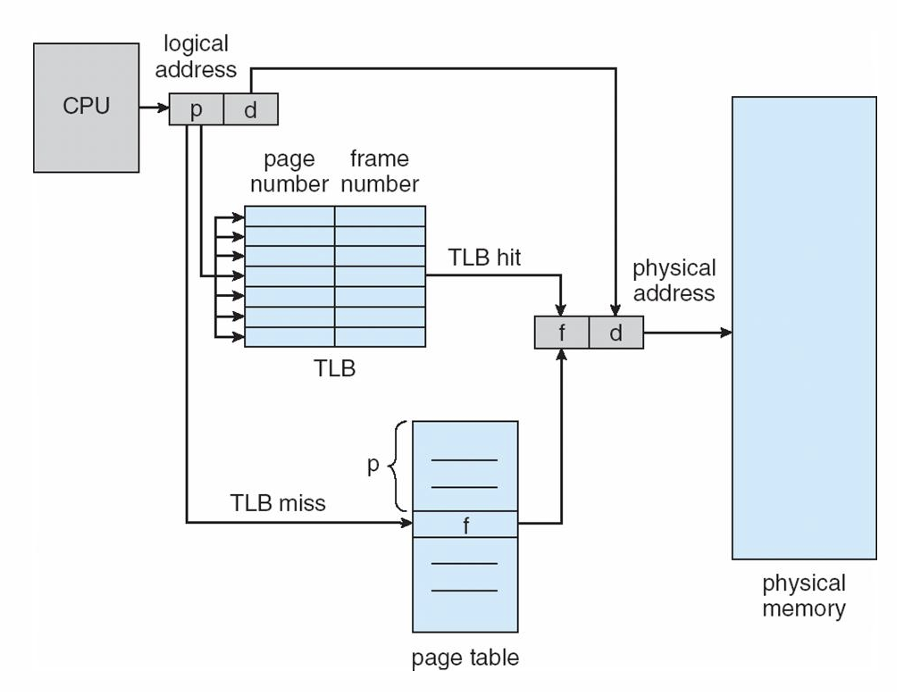 logical
address
CPU
p
d
page
number
frame
number
TLB hit
physical
address
f
d
TLB
p
TLB miss
f
physical
memory
page table